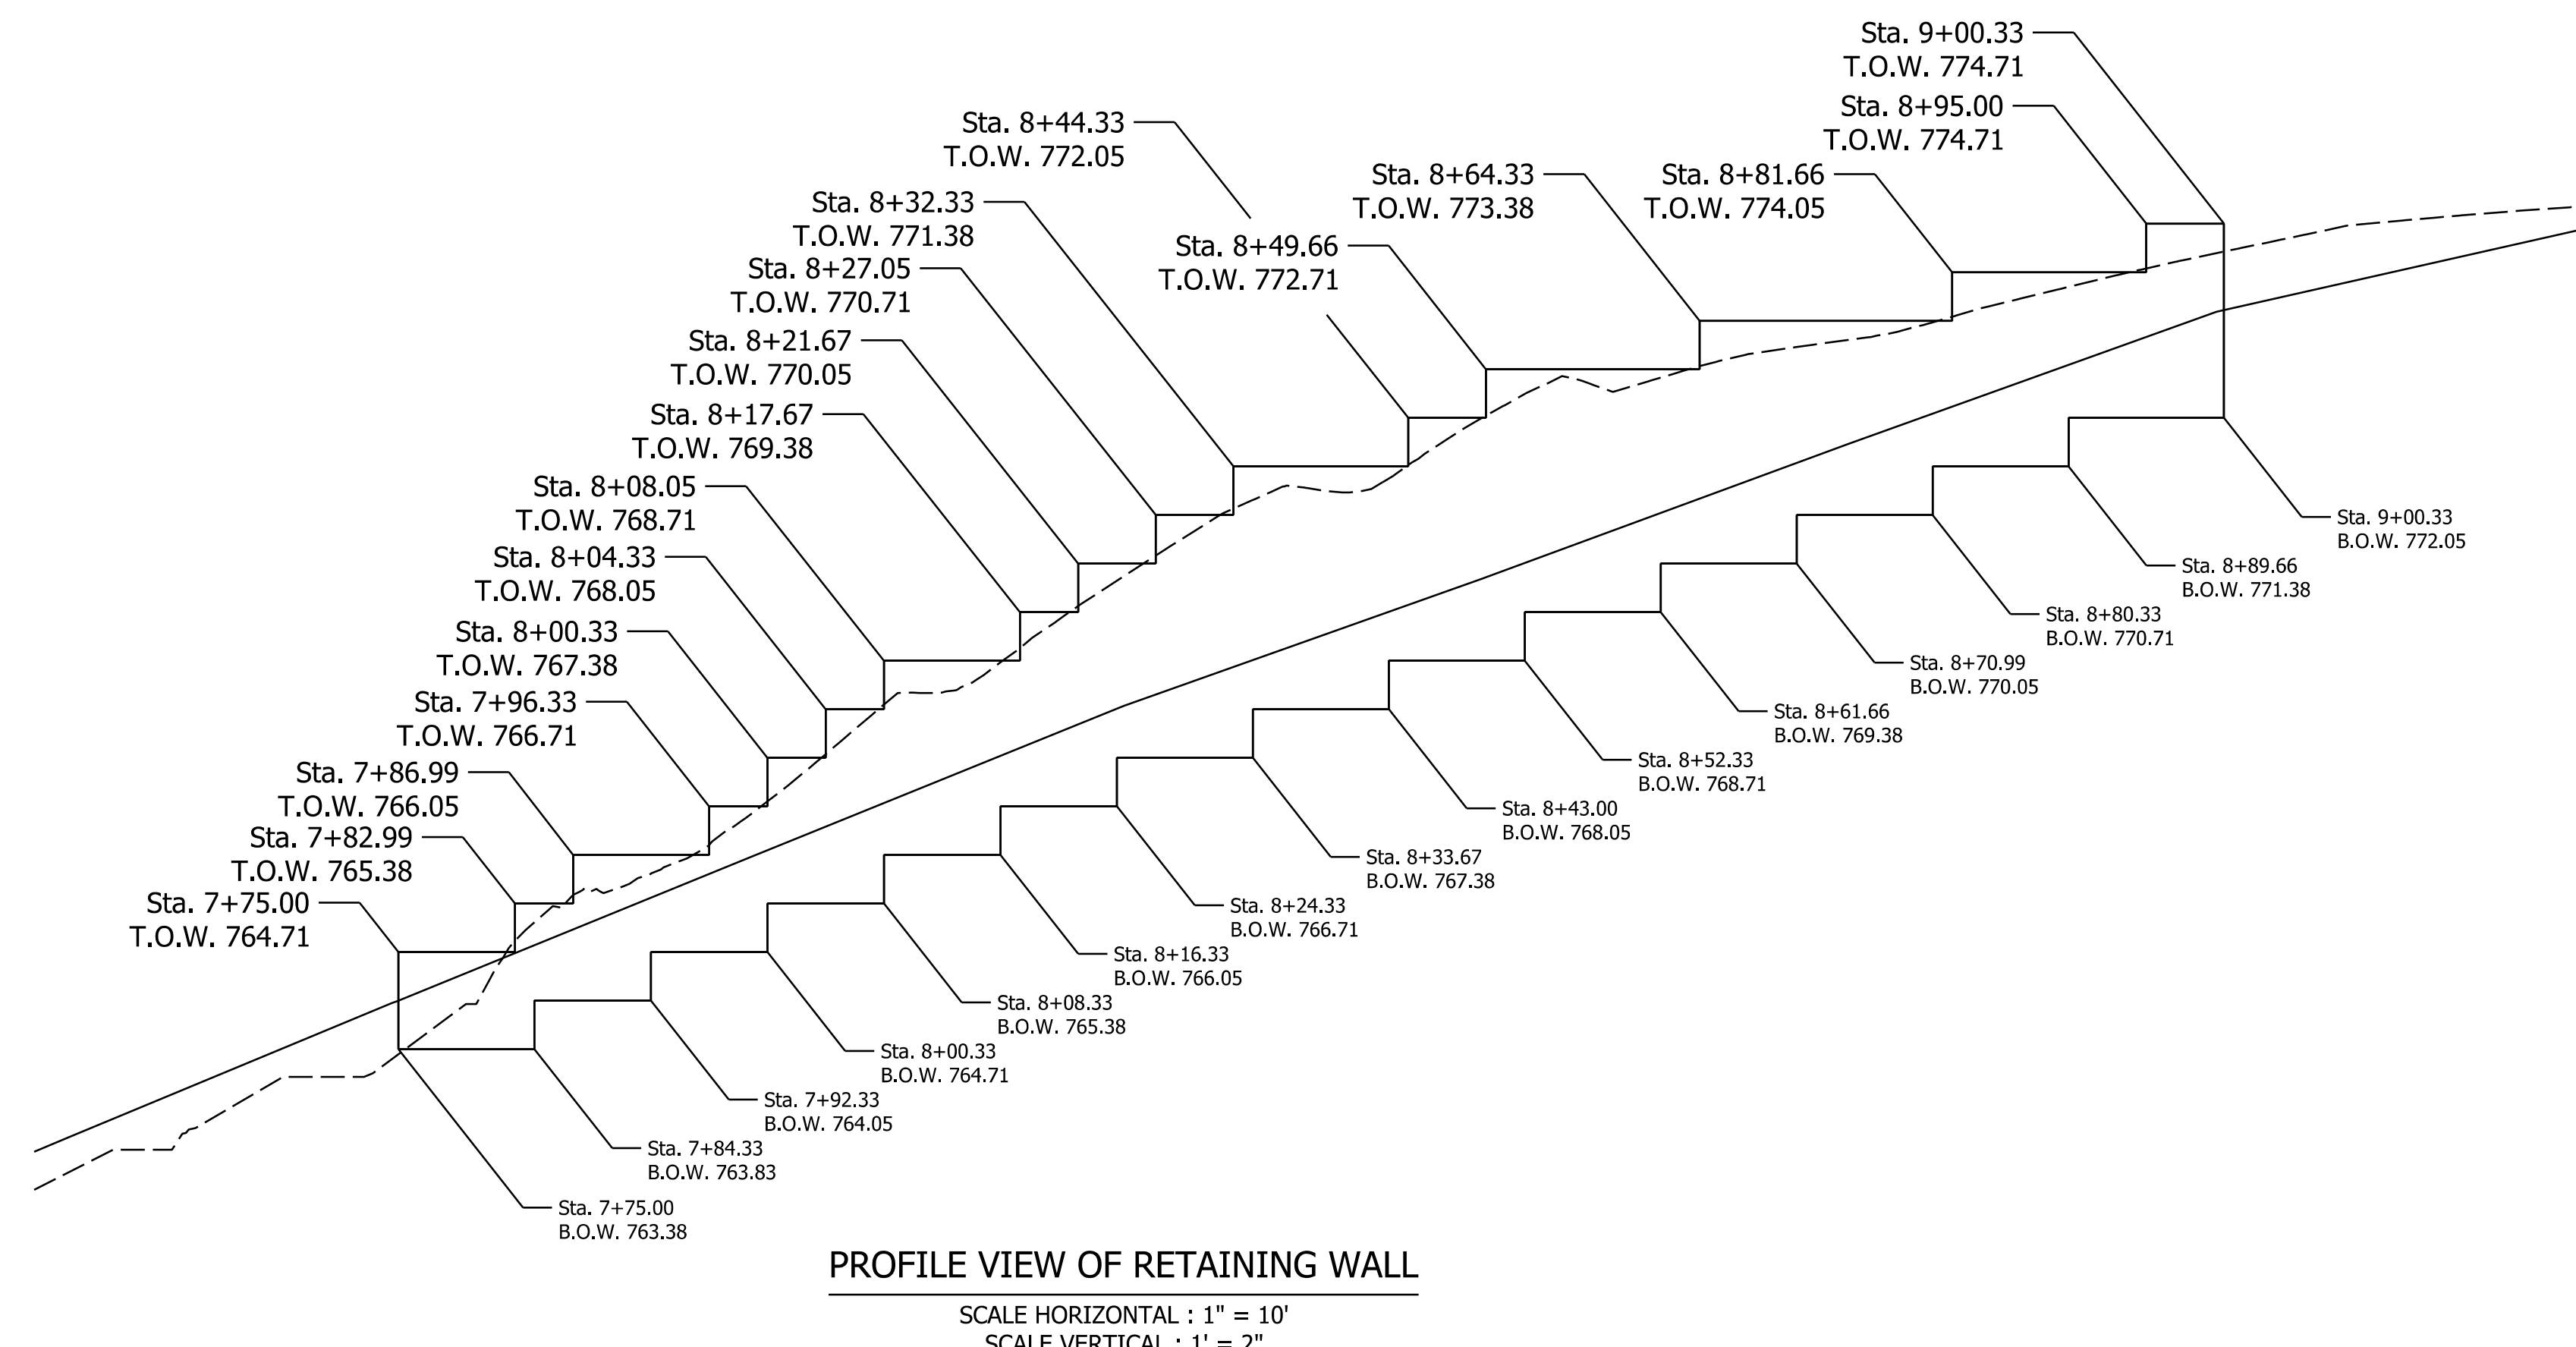 Sta. 9+00.33
T.O.W. 774.71
Sta. 8+95.00
T.O.W. 774.71
Sta. 8+44.33
T.O.W. 772.05
Sta. 8+64.33
T.O.W. 773.38
Sta. 8+81.66
T.O.W. 774.05
Sta. 8+32.33
T.O.W. 771.38
Sta. 8+49.66
T.O.W. 772.71
Sta. 8+27.05
T.O.W. 770.71
Sta. 8+21.67
T.O.W. 770.05
Sta. 8+17.67
T.O.W. 769.38
Sta. 8+08.05
T.O.W. 768.71
Sta. 8+04.33
T.O.W. 768.05
Sta. 8+00.33
T.O.W. 767.38
Sta. 7+96.33
T.O.W. 766.71
Sta. 7+86.99
T.O.W. 766.05
Sta. 7+82.99
T.O.W. 765.38
Sta. 7+75.00
T.O.W. 764.71
Sta. 9+00.33
B.O.W. 772.05
Sta. 8+89.66
B.O.W. 771.38
Sta. 8+80.33
B.O.W. 770.71
Sta. 8+70.99
B.O.W. 770.05
Sta. 8+61.66
B.O.W. 769.38
Sta. 8+52.33
B.O.W. 768.71
Sta. 8+43.00
B.O.W. 768.05
Sta. 8+33.67
B.O.W. 767.38
Sta. 8+24.33
B.O.W. 766.71
Sta. 8+16.33
B.O.W. 766.05
Sta. 8+08.33
B.O.W. 765.38
Sta. 8+00.33
B.O.W. 764.71
Sta. 7+92.33
B.O.W. 764.05
Sta. 7+84.33
B.O.W. 763.83
Sta. 7+75.00
B.O.W. 763.38
PROFILE VIEW OF RETAINING WALL
SCALE HORIZONTAL : 1" = 10'
SCALE VERTICAL : 1' = 2"